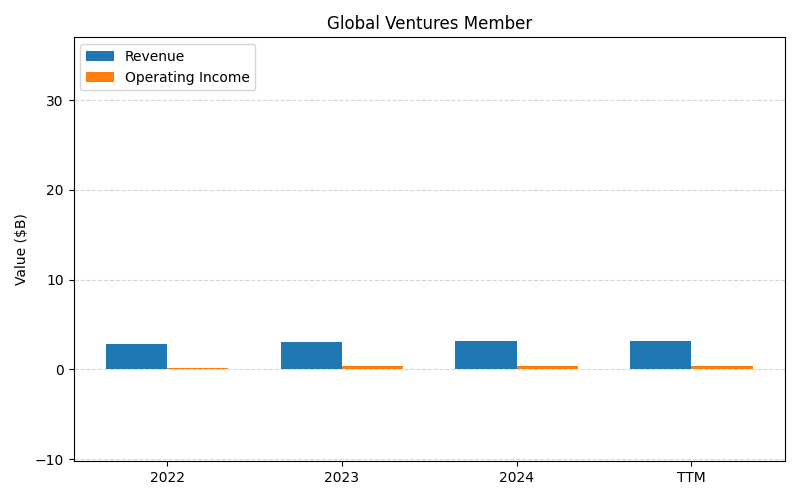 Global Ventures Member
Revenue
Operating Income
Value ($B)
30
20
10
0
−10
2022
2023
2024
TTM